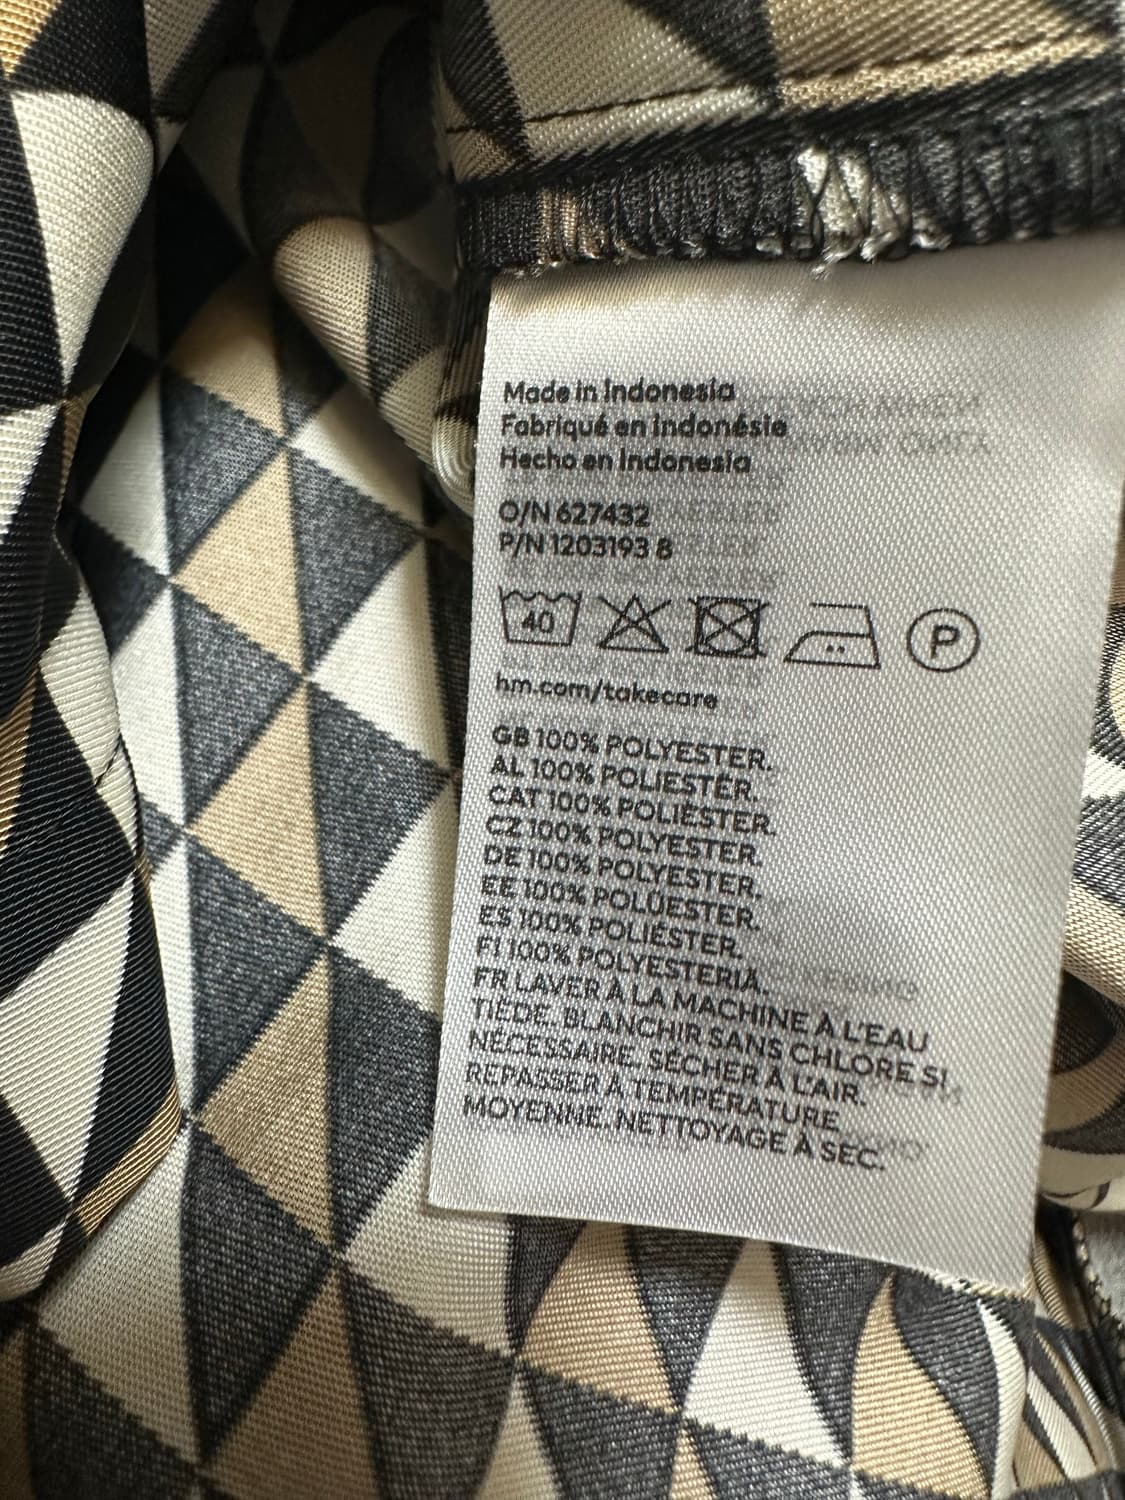 Made in Indonesia
Fabriqué en Indonésie
Hecho en Indonesia
O/N 627432
P/N 1203193 8
40
P
hm.com/takecare
GB 100% POLYESTER.
AL 100% POLIESTËR.
CAT 100% POLIÈSTER.
CZ 100% POLYESTER.
DE 100% POLYESTER.
EE 100% POLÜESTER.
ES 100% POLIÉSTER.
FI 100% POLYESTERIA.
FR LAVER À LA MACHINE À L'EAU
TIÈDE. BLANCHIR SANS CHLORE SI
NÉCESSAIRE. SÉCHER À L'AIR.
REPASSER À TEMPÉRATURE
MOYENNE. NETTOYAGE À SEC.